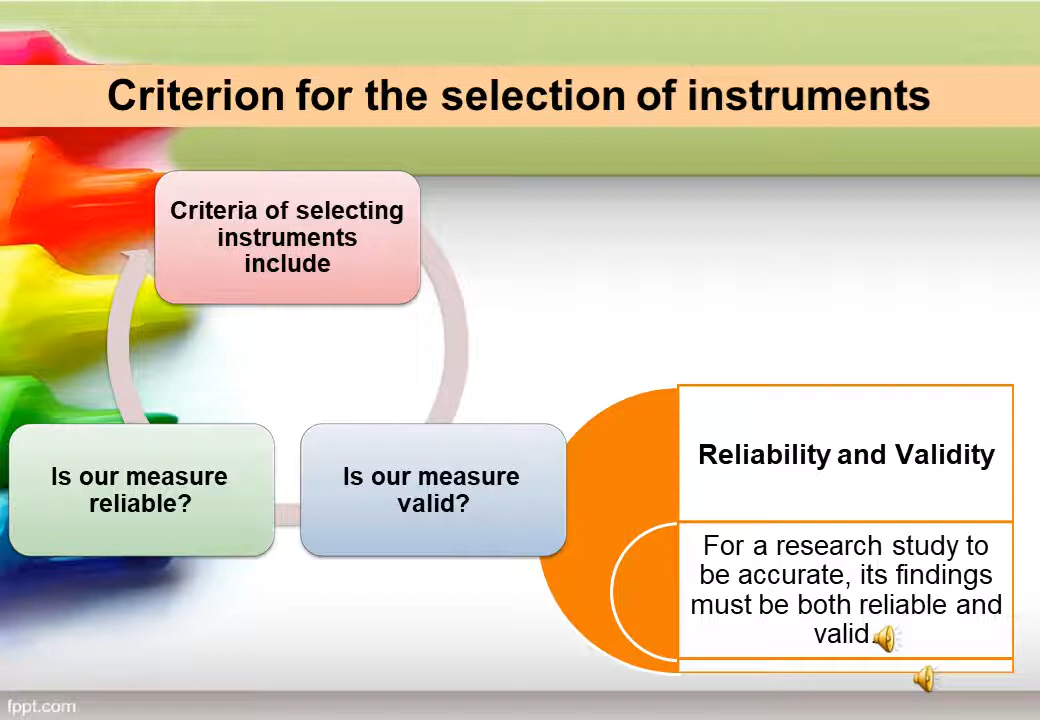 Criterion for the selection of instruments
Criteria of selecting
instruments
include
Is our measure
reliable?
Is our measure
valid?
Reliability and Validity
For a research study to
be accurate, its findings
must be both reliable and
valid.
fppt.com